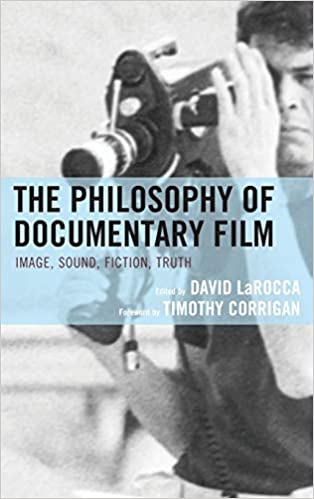 THE PHILOSOPHY OF
DOCUMENTARY FILM
IMAGE, SOUND, FICTION, TRUTH
Edited by DAVID LaROCCA
Foreword by TIMOTHY CORRIGAN